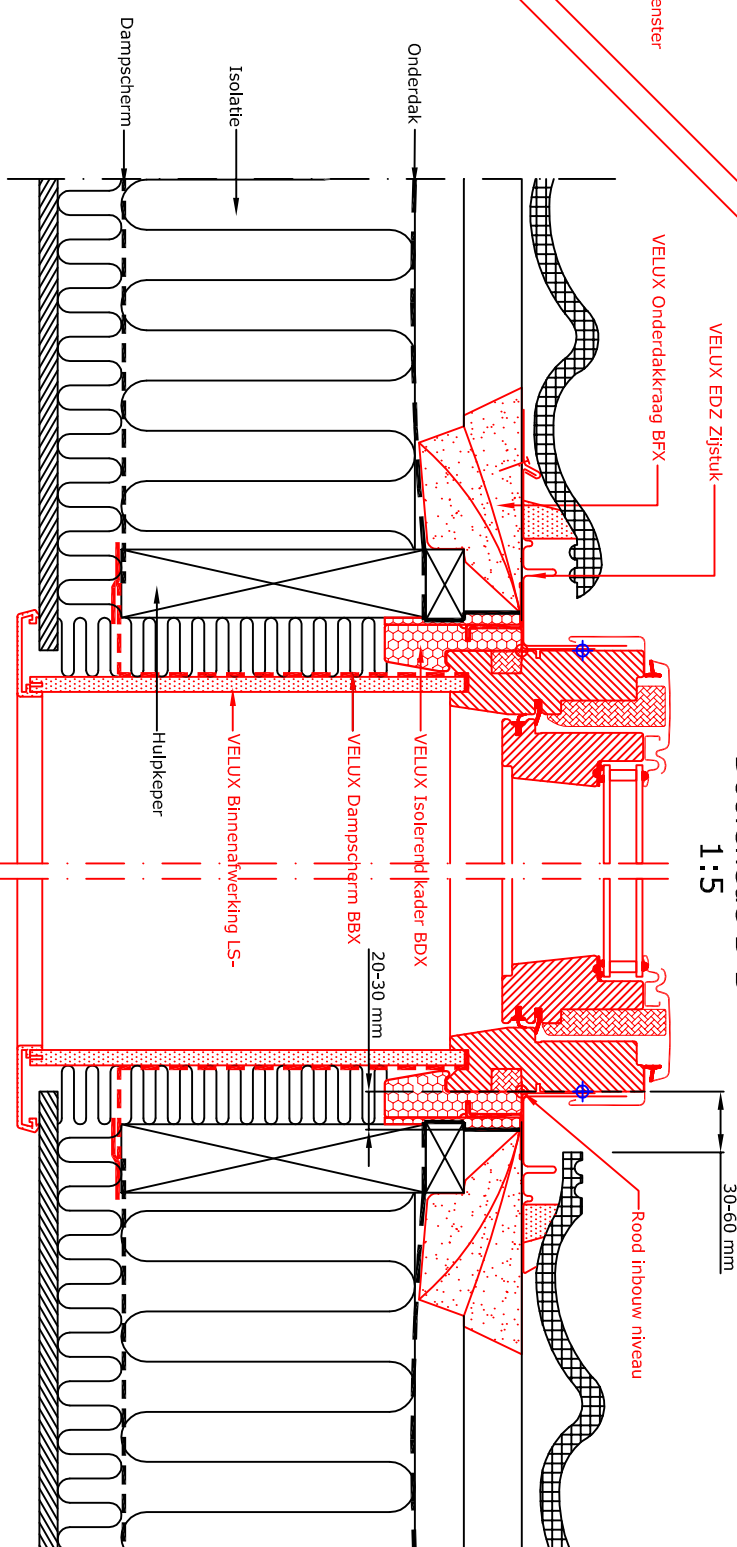 1:5
VELUX EDZ Zijstuk
VELUX Onderdakkraag BFX
Onderdak
Isolatie
Dampscherm
Hulpkeper
VELUX Binnenafwerking LS-
VELUX Dampscherm BBX
VELUX Isolerend kader BDX
20-30 mm
30-60 mm
Rood inbouw niveau